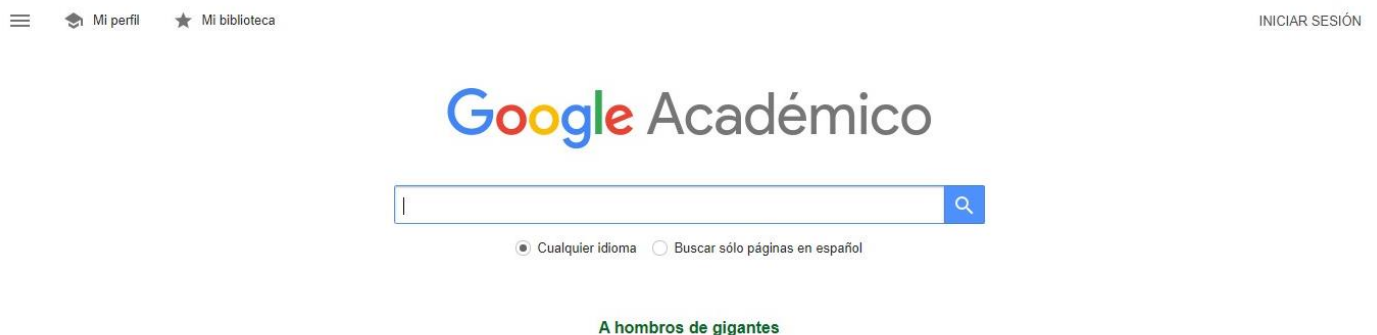 Mi perfil Mi biblioteca INICIAR SESIÓN
Google Académico
Cualquier idioma Buscar sólo páginas en español
A hombros de gigantes